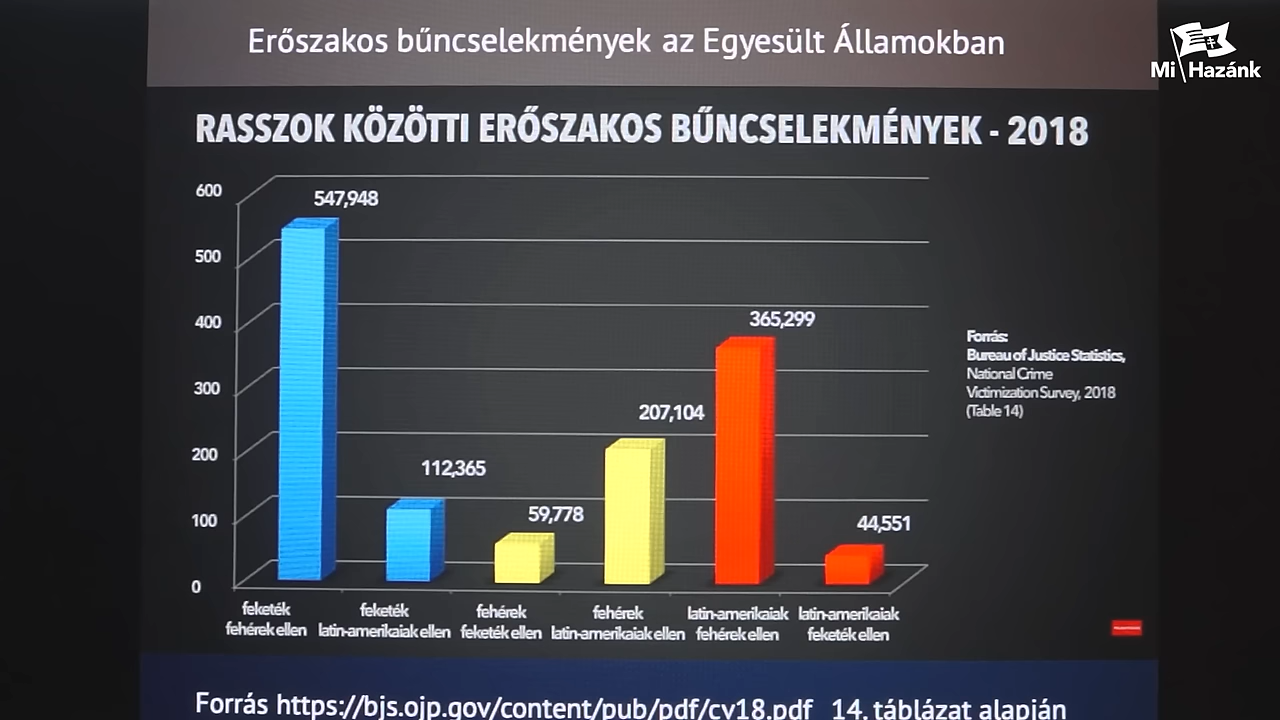 Erőszakos bűncselekmények az Egyesült Államokban
Mi Hazánk
RASSZOK KÖZÖTTI ERŐSZAKOS BŰNCSELEKMÉNYEK - 2018
600
500
400
300
200
100
0
547,948
112,365
59,778
207,104
365,299
44,551
feketék
fehérek ellen
feketék
latin-amerikaiak ellen
fehérek
feketék ellen
fehérek
latin-amerikaiak ellen
latin-amerikaiak
fehérek ellen
latin-amerikaiak
feketék ellen
Forrás:
Bureau of Justice Statistics,
National Crime
Victimization Survey, 2018
(Table 14)
Forrás https://bjs.ojp.gov/content/pub/pdf/cv18.pdf 14. táblázat alapján